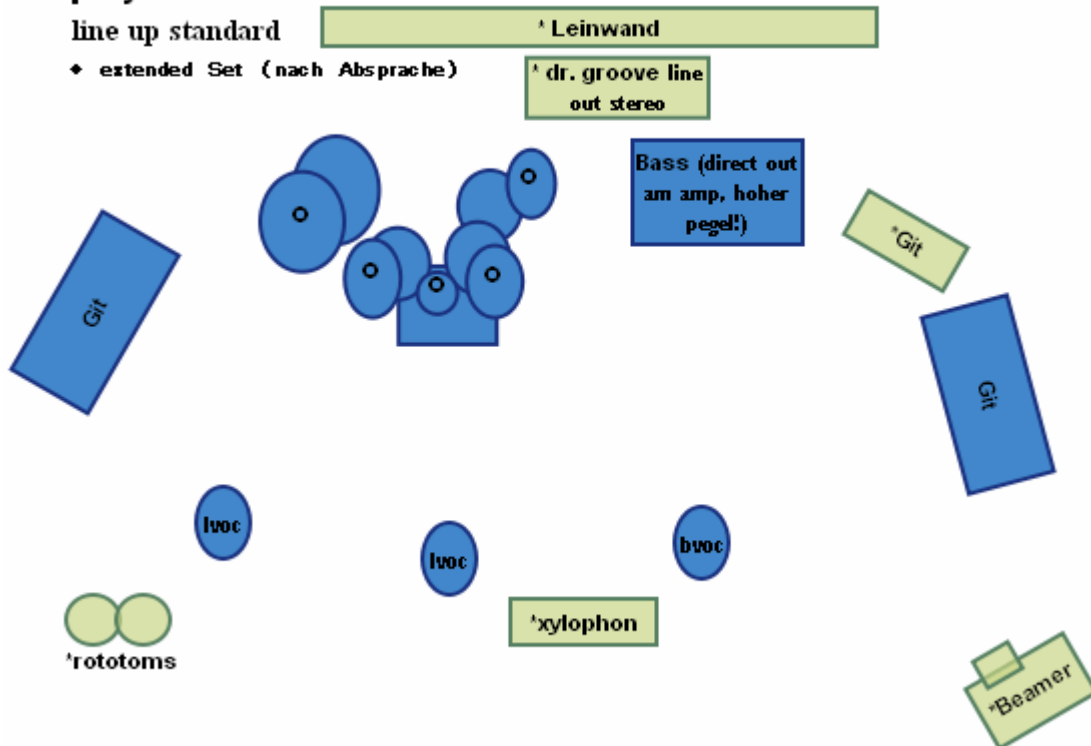 line up standard
* Leinwand
♦ extended Set (nach Absprache)
* dr. groove line
out stereo
Bass (direct out
am amp, hoher
pegel!)
*Git
Git
Git
lvoc
lvoc
bvoc
*xylophon
*rototoms
*Beamer